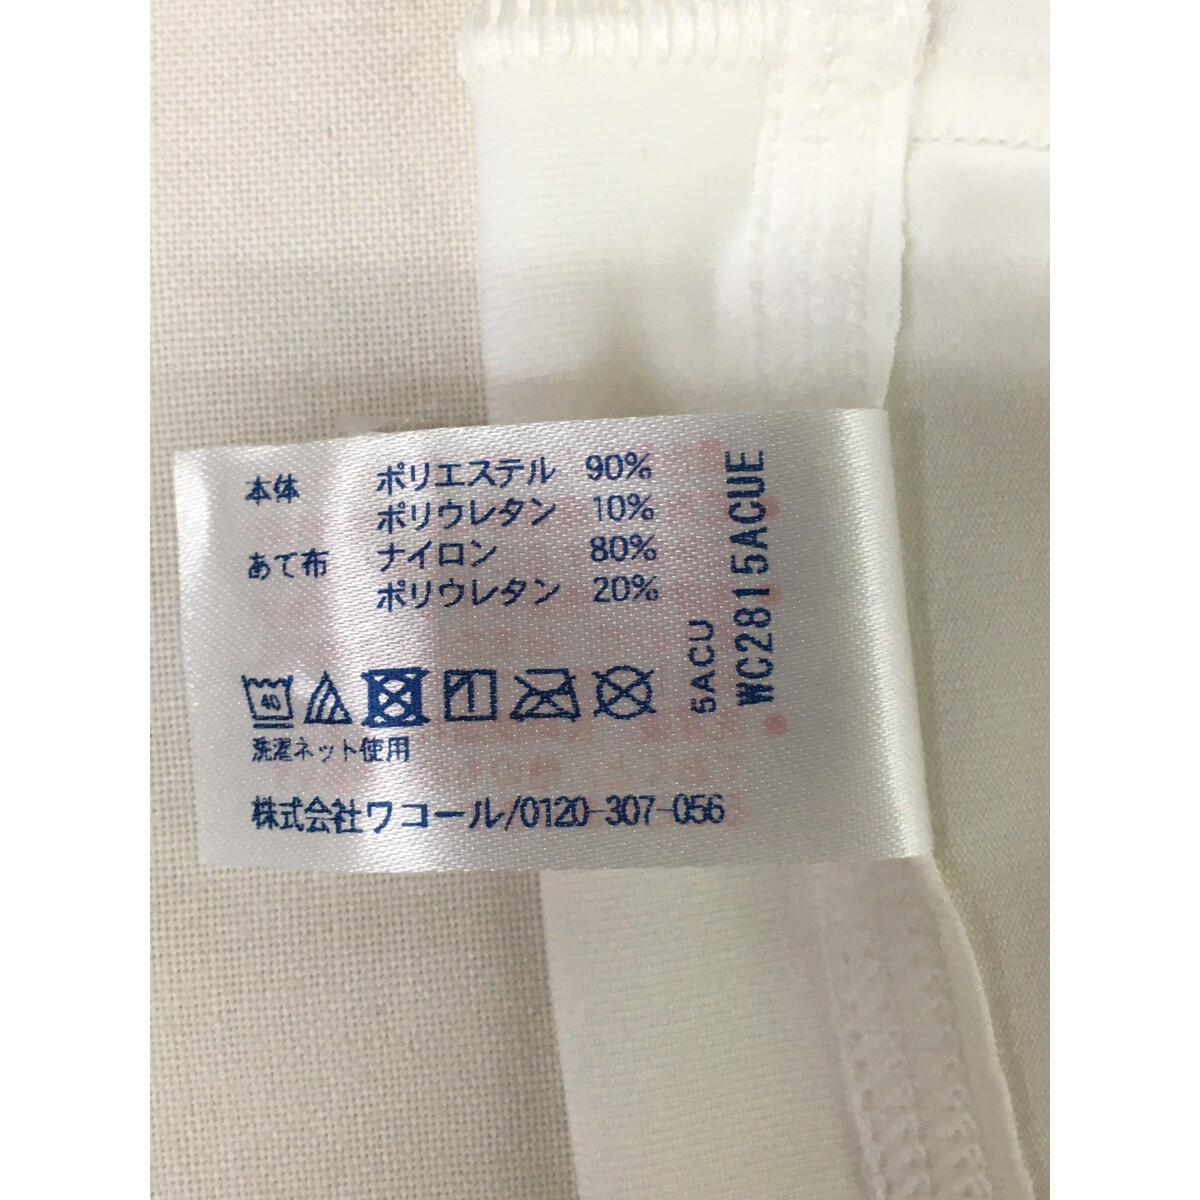 本体 ポリエステル 90%
ポリウレタン 10%
あて布 ナイロン 80%
ポリウレタン 20%
40
洗濯ネット使用
株式会社ワコール/0120-307-056
5ACU
WC2815ACUE